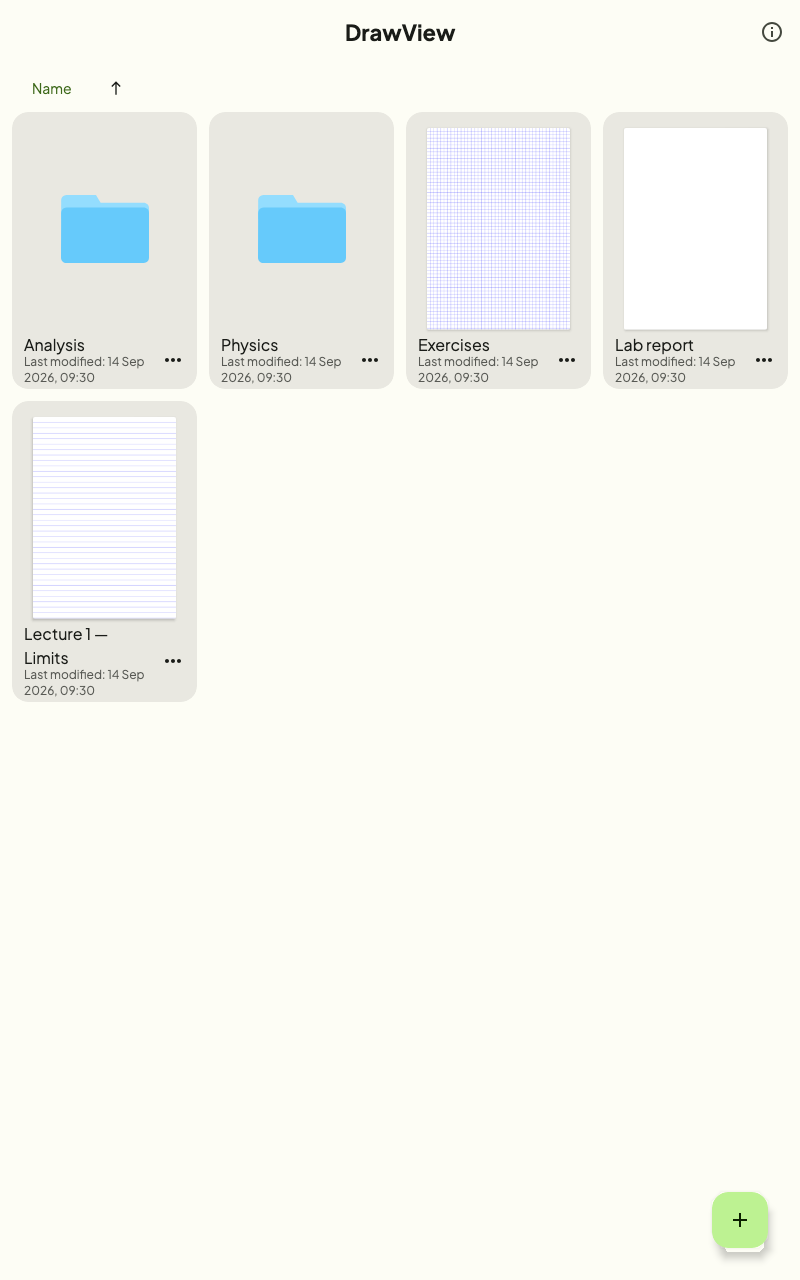 DrawView
Name
Analysis
Last modified: 14 Sep
2026, 09:30
Physics
Last modified: 14 Sep
2026, 09:30
Exercises
Last modified: 14 Sep
2026, 09:30
Lab report
Last modified: 14 Sep
2026, 09:30
Lecture 1 —
Limits
Last modified: 14 Sep
2026, 09:30